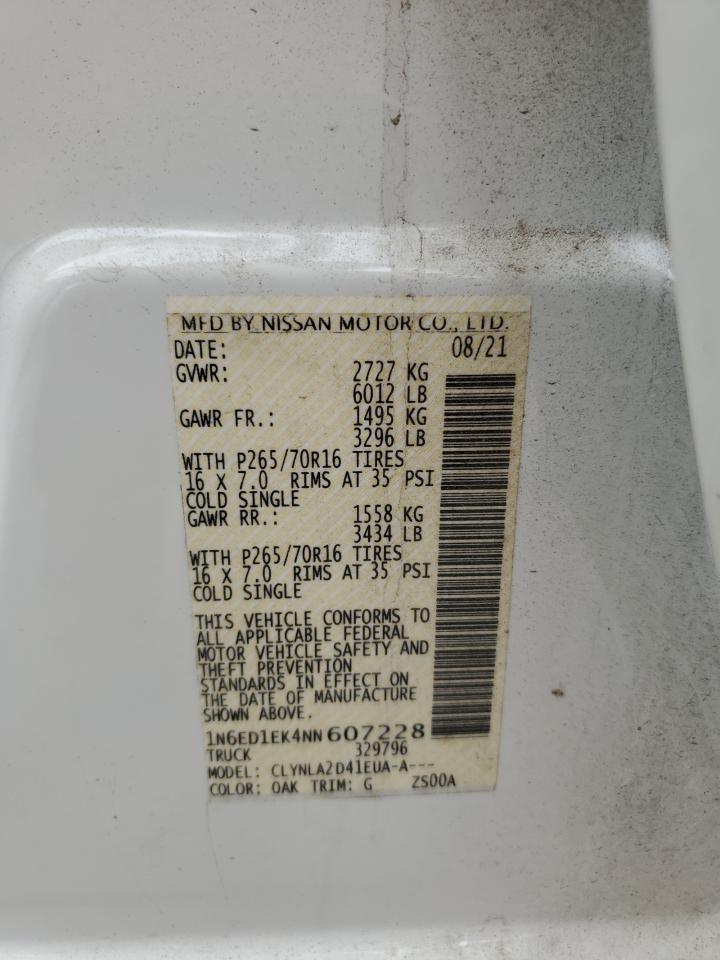 MFD BY NISSAN MOTOR CO., LTD.
DATE: 08/21
GVWR: 2727 KG
6012 LB
GAWR FR.: 1495 KG
3296 LB
WITH P265/70R16 TIRES
16 X 7.0 RIMS AT 35 PSI
COLD SINGLE
GAWR RR.: 1558 KG
3434 LB
WITH P265/70R16 TIRES
16 X 7.0 RIMS AT 35 PSI
COLD SINGLE
THIS VEHICLE CONFORMS TO
ALL APPLICABLE FEDERAL
MOTOR VEHICLE SAFETY AND
THEFT PREVENTION
STANDARDS IN EFFECT ON
THE DATE OF MANUFACTURE
SHOWN ABOVE.
1N6ED1EK4NN607228
TRUCK 329796
MODEL: CLYNLA2D41EUA-A---
COLOR: QAK TRIM: G ZS00A